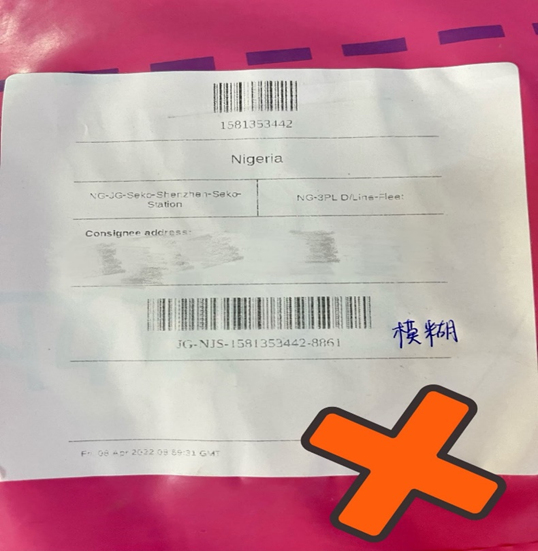 1581353442
Nigeria
NG-JG-Seko-Shenzhen-Seko-
Station
NG-3PL D/Line-Fleet
Consignee address:
JG-NJS-1581353442-8861
模糊
Fri, 08 Apr 2022 09:59:31 GMT